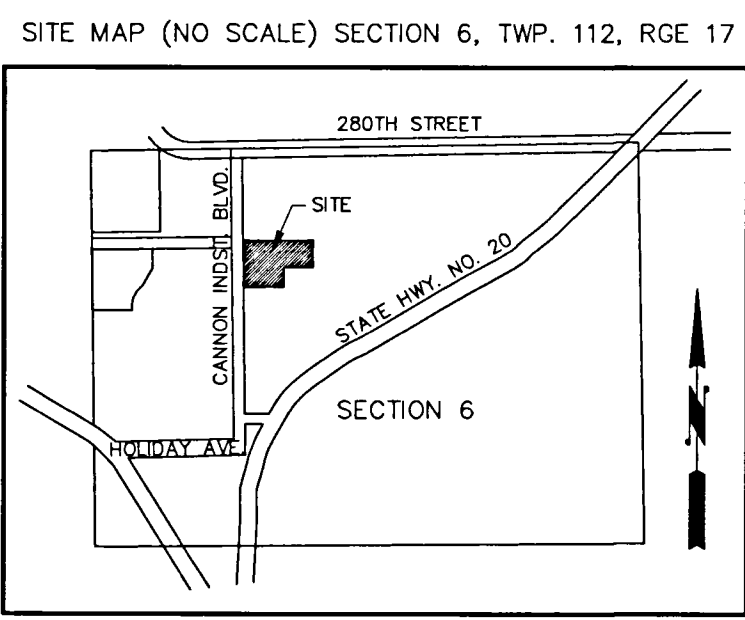 SITE MAP (NO SCALE) SECTION 6, TWP. 112, RGE 17
280TH STREET
CANNON INDST. BLVD.
SITE
STATE HWY. NO. 20
SECTION 6
HOLIDAY AVE.
N